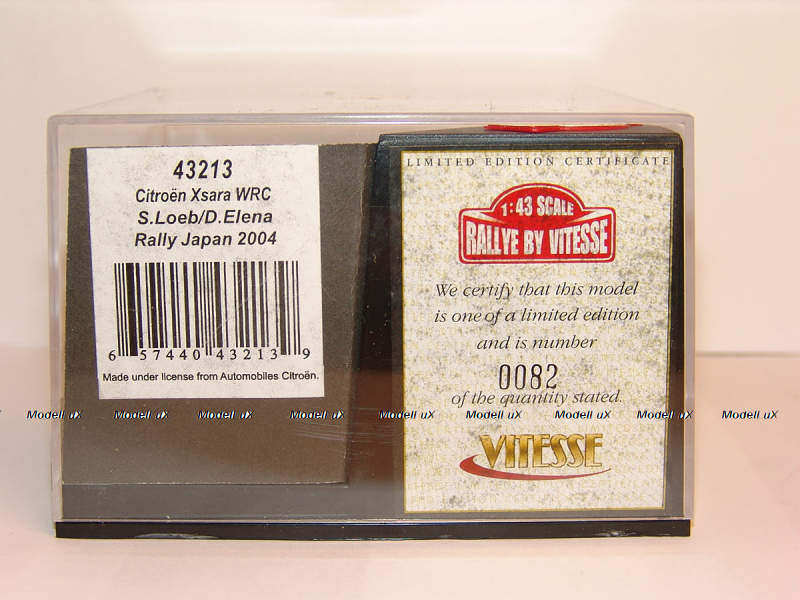 43213
Citroën Xsara WRC
S.Loeb/D.Elena
Rally Japan 2004
6 57440 43213 9
Made under license from Automobiles Citroën.
LIMITED EDITION CERTIFICATE
1:43 SCALE
RALLYE BY VITESSE
We certify that this model
is one of a limited edition
and is number
0082
of the quantity stated.
VITESSE
Modell uX Modell uX Modell uX Modell uX Modell uX Modell uX Modell uX Modell uX Modell uX